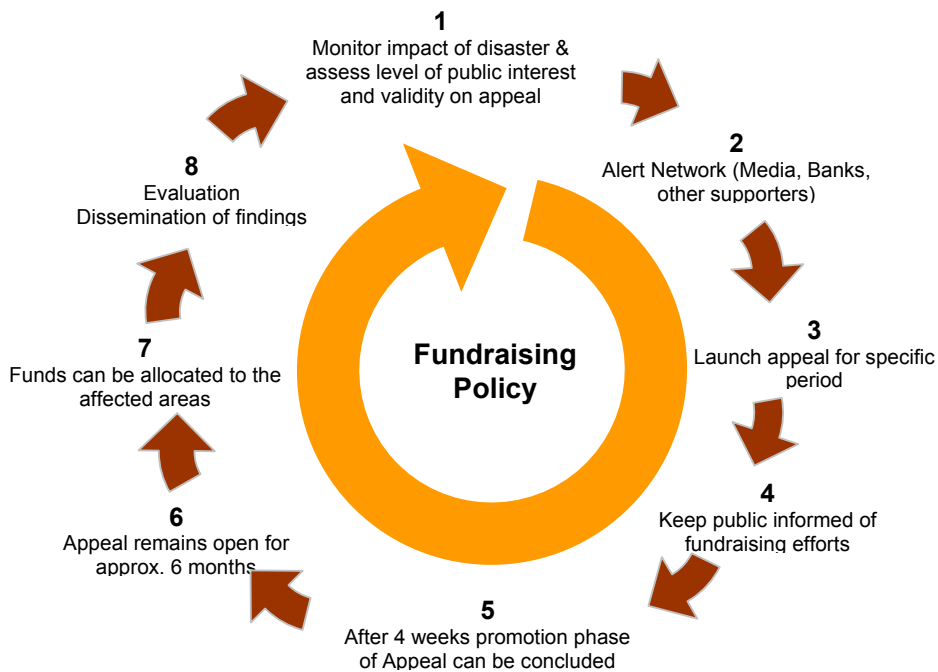 1
Monitor impact of disaster &
assess level of public interest
and validity on appeal
2
Alert Network (Media, Banks,
other supporters)
3
Launch appeal for specific
period
4
Keep public informed of
fundraising efforts
5
After 4 weeks promotion phase
of Appeal can be concluded
6
Appeal remains open for
approx. 6 months
7
Funds can be allocated to the
affected areas
8
Evaluation
Dissemination of findings
Fundraising
Policy